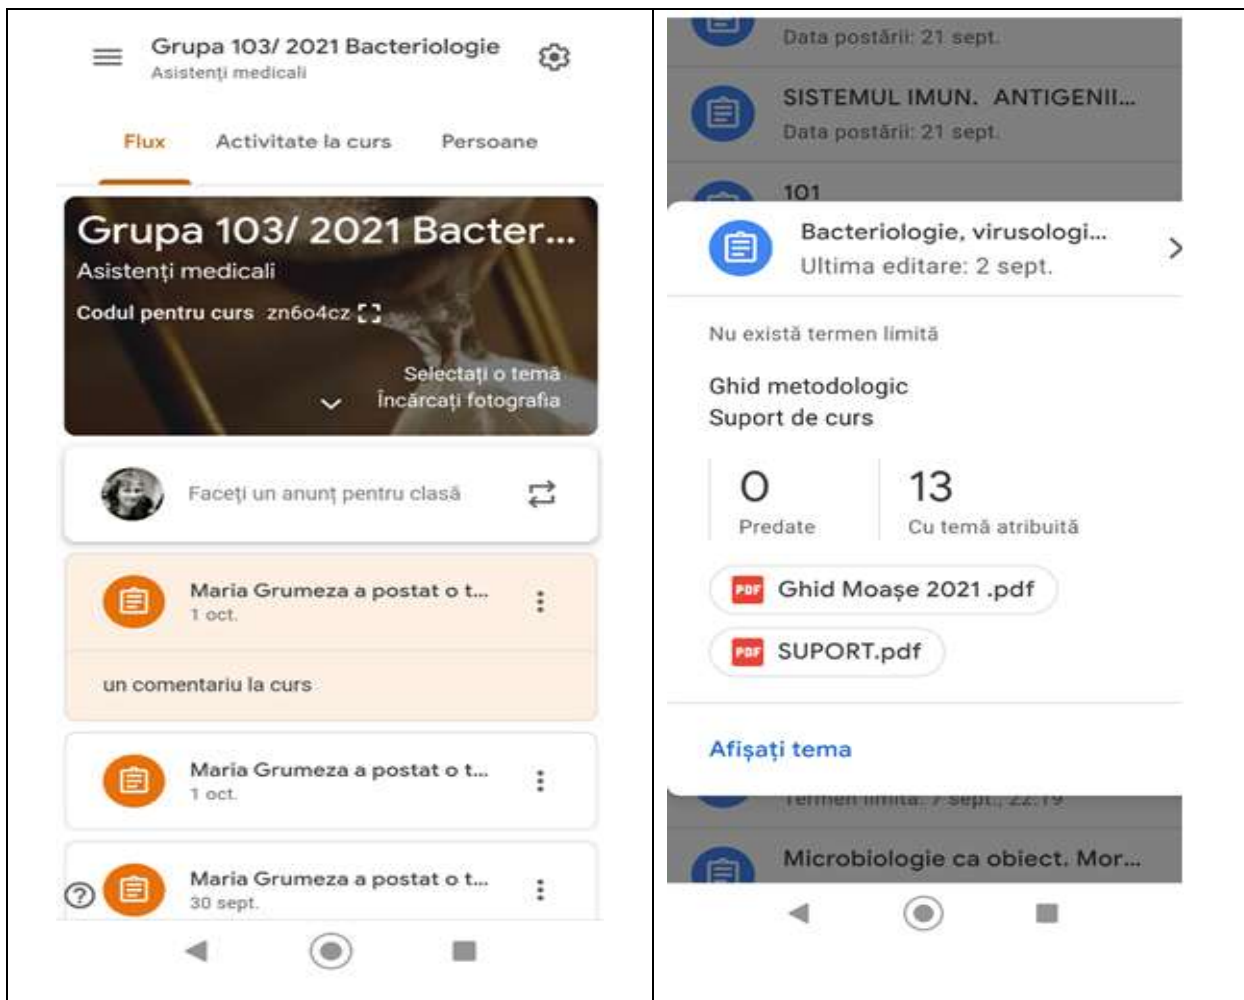 Grupa 103/ 2021 Bacteriologie
Asistenți medicali
Flux Activitate la curs Persoane
Grupa 103/ 2021 Bacter...
Asistenți medicali
Codul pentru curs zn6o4cz
Selectați o temă
Încărcați fotografia
Faceți un anunț pentru clasă
Maria Grumeza a postat o t...
1 oct.
un comentariu la curs
Maria Grumeza a postat o t...
1 oct.
Maria Grumeza a postat o t...
30 sept.
Data postării: 21 sept.
SISTEMUL IMUN. ANTIGENII...
Data postării: 21 sept.
101
Bacteriologie, virusologi...
Ultima editare: 2 sept.
Nu există termen limită
Ghid metodologic
Suport de curs
0 13
Predate Cu temă atribuită
PDF Ghid Moașe 2021 .pdf
PDF SUPORT.pdf
Afișați tema
Termen limită: 7 sept., 22:19
Microbiologie ca obiect. Mor...